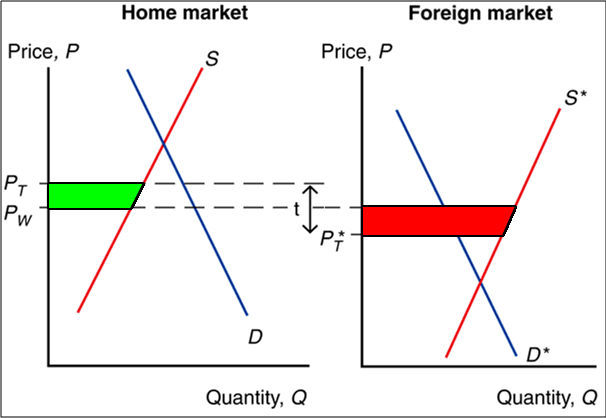 Home market
Foreign market
Price, P
Price, P
S
S*
P_T
P_W
t
P*_T
D
D*
Quantity, Q
Quantity, Q